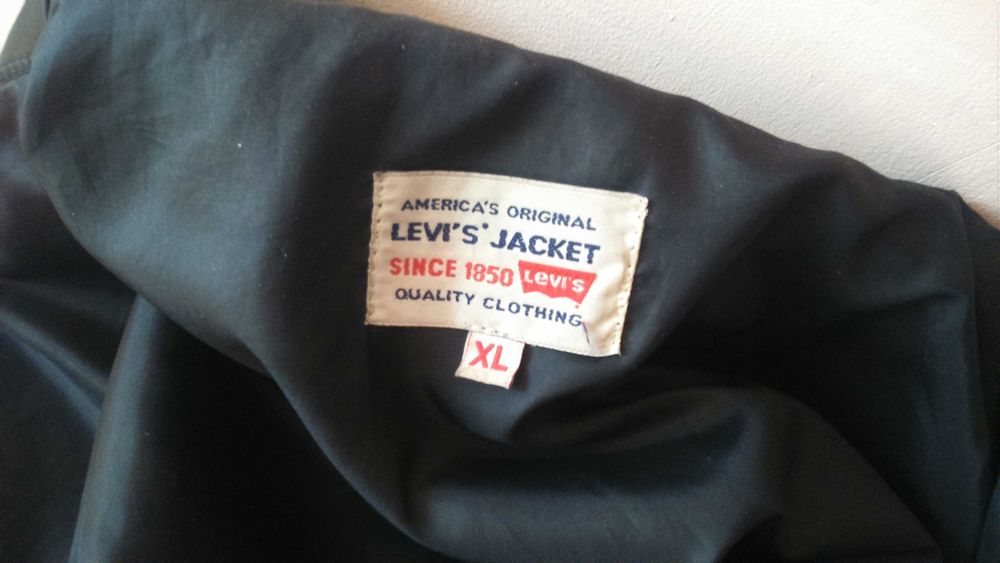 AMERICA'S ORIGINAL
LEVI'S® JACKET
SINCE 1850 Levi's
QUALITY CLOTHING
XL